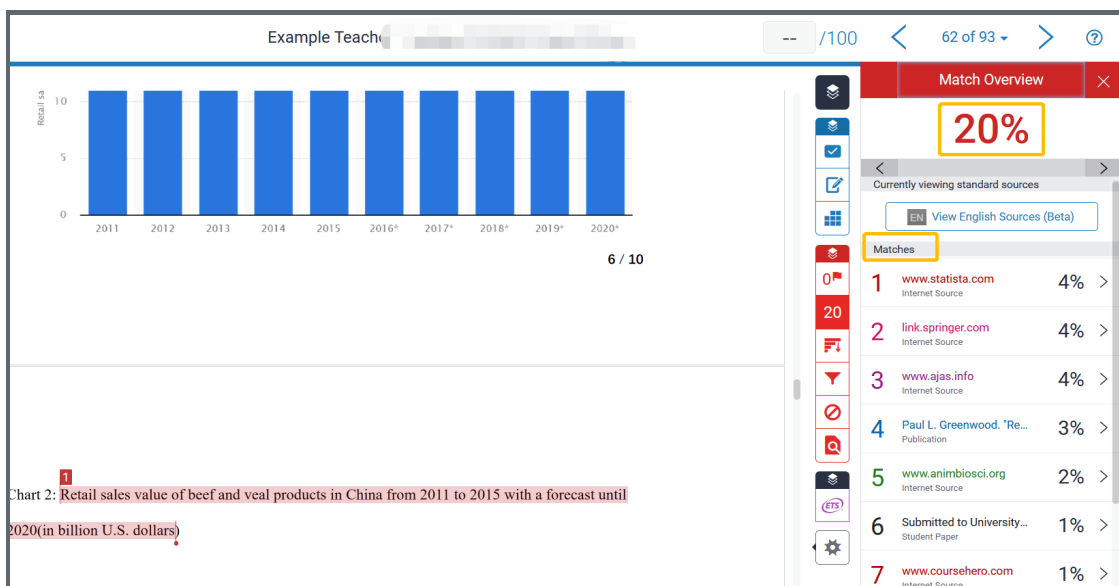 Example Teache
-- /100
62 of 93
?
Retail sa
10
5
0
2011 2012 2013 2014 2015 2016* 2017* 2018* 2019* 2020*
6 / 10
1
Chart 2: Retail sales value of beef and veal products in China from 2011 to 2015 with a forecast until
2020(in billion U.S. dollars)
0
20
ETS
Match Overview
20%
Currently viewing standard sources
EN View English Sources (Beta)
Matches
1 www.statista.com 4%
Internet Source
2 link.springer.com 4%
Internet Source
3 www.ajas.info 4%
Internet Source
4 Paul L. Greenwood. "Re... 3%
Publication
5 www.animbiosci.org 2%
Internet Source
6 Submitted to University... 1%
Student Paper
7 www.coursehero.com 1%
Internet Source